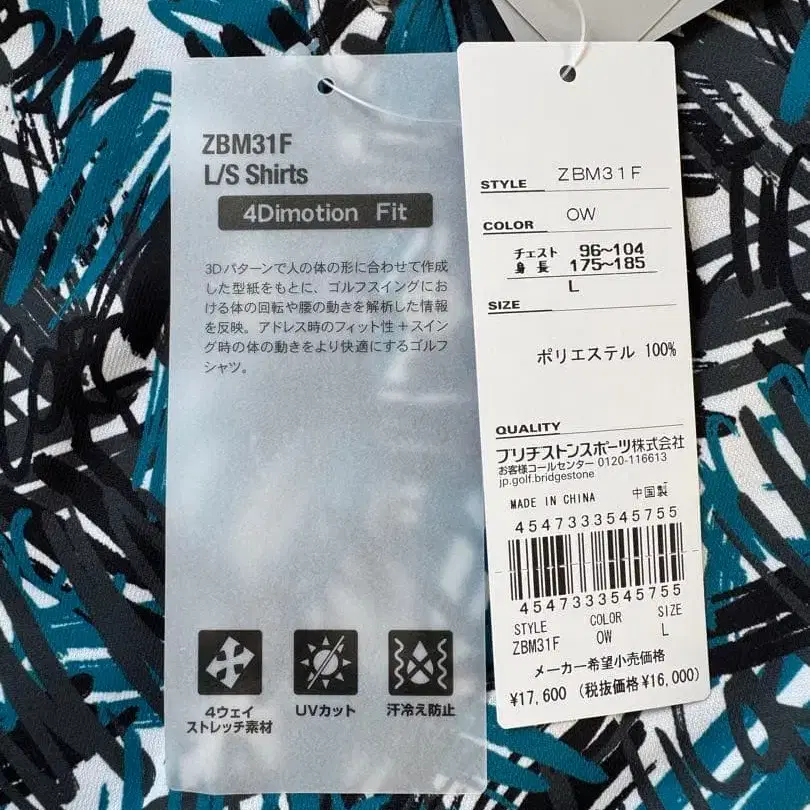 ZBM31F
L/S Shirts
4Dimotion Fit
3Dパターンで人の体の形に合わせて作成
した型紙をもとに、ゴルフスイングにお
ける体の回転や腰の動きを解析した情報
を反映。アドレス時のフィット性＋スイン
グ時の体の動きをより快適にするゴルフ
シャツ。
4ウェイ
ストレッチ素材
UVカット
汗冷え防止
STYLE ZBM31F
COLOR OW
チェスト 96~104
身長 175~185
L
SIZE
ポリエステル 100%
QUALITY
ブリヂストンスポーツ株式会社
お客様コールセンター 0120-116613
jp.golf.bridgestone
MADE IN CHINA 中国製
4547333545755
4547333545755
STYLE COLOR SIZE
ZBM31F OW L
メーカー希望小売価格
¥17,600 (税抜価格¥16,000)